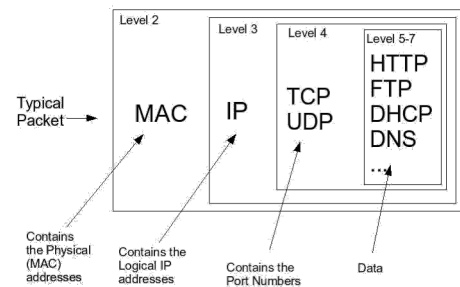 Level 2
Level 3
Level 4
Level 5-7
Typical
Packet
MAC
IP
TCP
UDP
HTTP
FTP
DHCP
DNS
...
Contains
the Physical
(MAC)
addresses
Contains the
Logical IP
addresses
Contains the
Port Numbers
Data